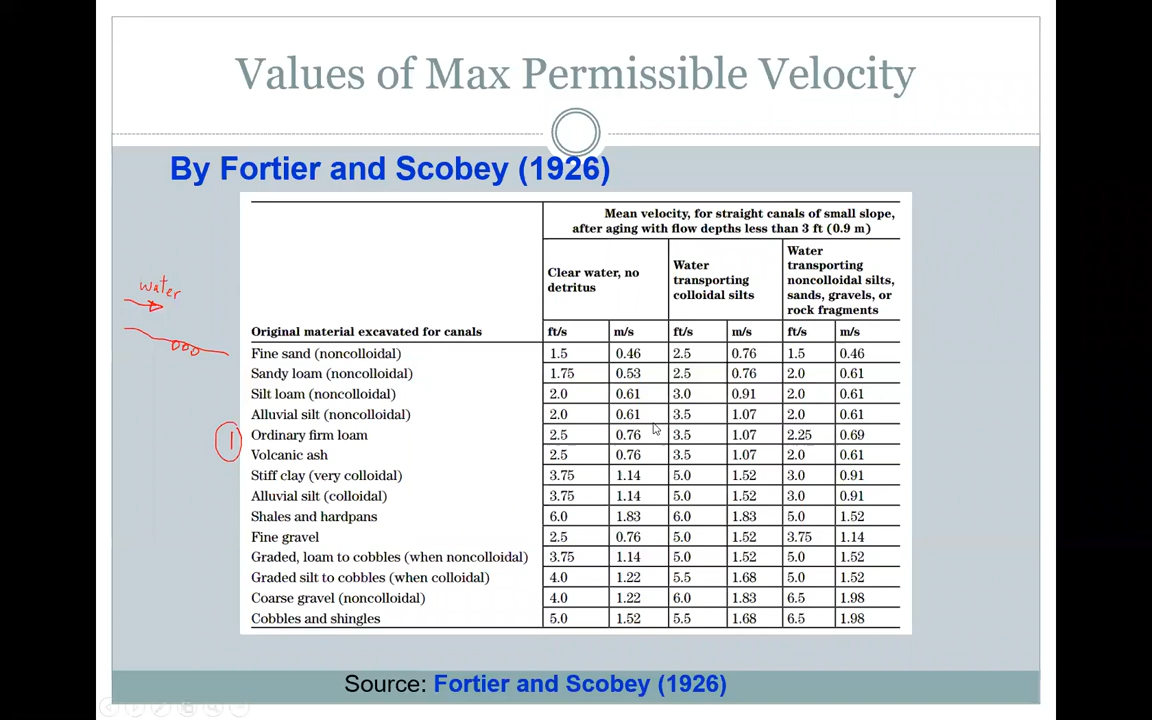 Values of Max Permissible Velocity
By Fortier and Scobey (1926)
Mean velocity, for straight canals of small slope,
after aging with flow depths less than 3 ft (0.9 m)
Clear water, no
detritus
Water
transporting
colloidal silts
Water
transporting
noncolloidal silts,
sands, gravels, or
rock fragments
Original material excavated for canals ft/s m/s ft/s m/s ft/s m/s
water
Fine sand (noncolloidal) 1.5 0.46 2.5 0.76 1.5 0.46
Sandy loam (noncolloidal) 1.75 0.53 2.5 0.76 2.0 0.61
Silt loam (noncolloidal) 2.0 0.61 3.0 0.91 2.0 0.61
Alluvial silt (noncolloidal) 2.0 0.61 3.5 1.07 2.0 0.61
1 Ordinary firm loam 2.5 0.76 3.5 1.07 2.25 0.69
Volcanic ash 2.5 0.76 3.5 1.07 2.0 0.61
Stiff clay (very colloidal) 3.75 1.14 5.0 1.52 3.0 0.91
Alluvial silt (colloidal) 3.75 1.14 5.0 1.52 3.0 0.91
Shales and hardpans 6.0 1.83 6.0 1.83 5.0 1.52
Fine gravel 2.5 0.76 5.0 1.52 3.75 1.14
Graded, loam to cobbles (when noncolloidal) 3.75 1.14 5.0 1.52 5.0 1.52
Graded silt to cobbles (when colloidal) 4.0 1.22 5.5 1.68 5.0 1.52
Coarse gravel (noncolloidal) 4.0 1.22 6.0 1.83 6.5 1.98
Cobbles and shingles 5.0 1.52 5.5 1.68 6.5 1.98
Source: Fortier and Scobey (1926)